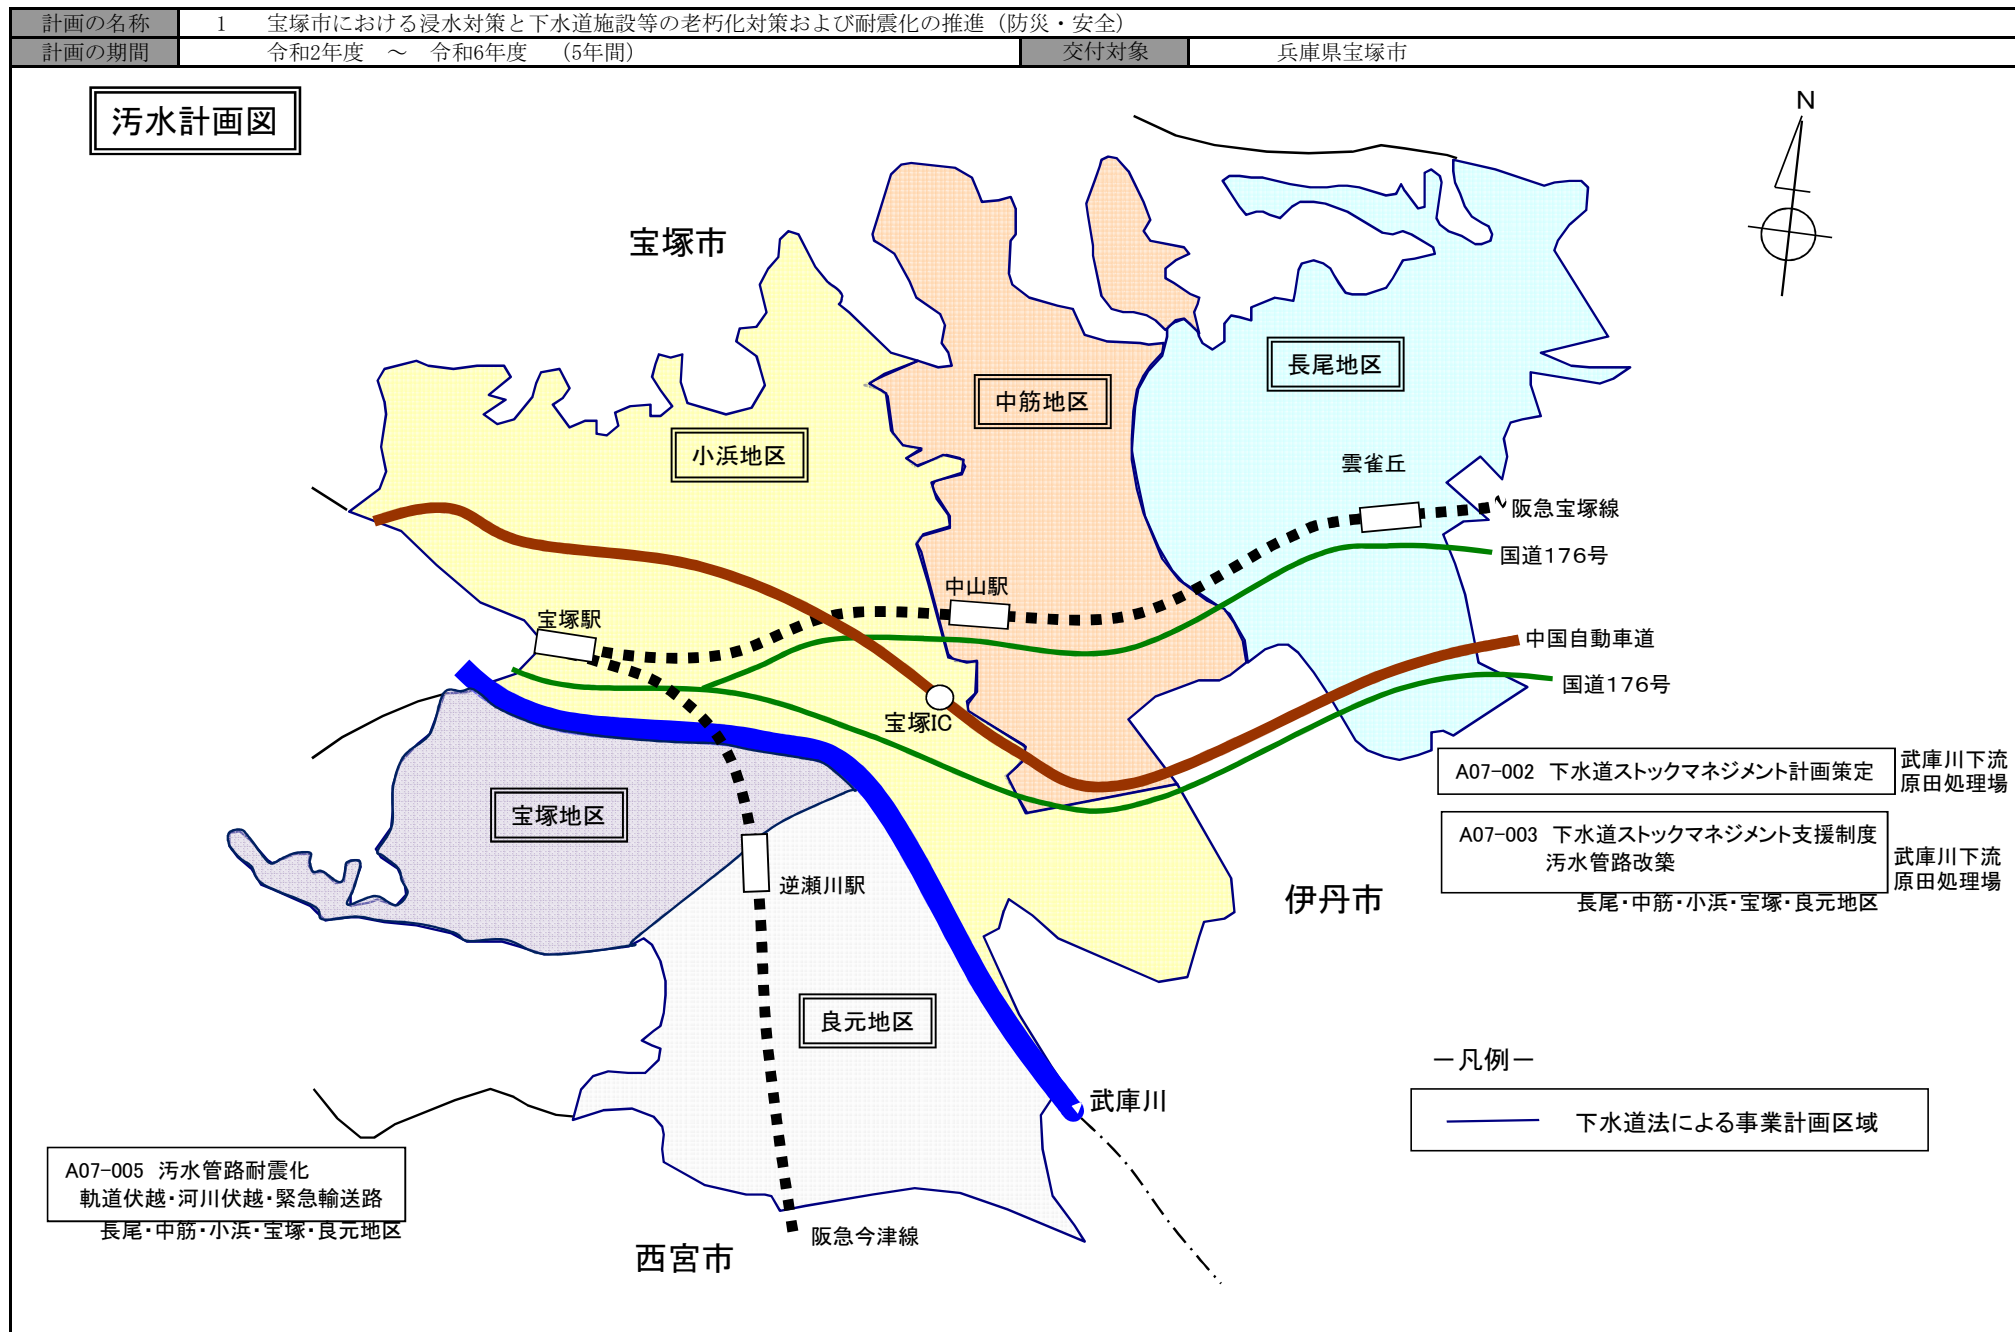 計画の名称 1 宝塚市における浸水対策と下水道施設等の老朽化対策および耐震化の推進（防災・安全）
計画の期間 令和2年度 ～ 令和6年度 （5年間） 交付対象 兵庫県宝塚市
汚水計画図
N
宝塚市
長尾地区
中筋地区
小浜地区
雲雀丘
阪急宝塚線
国道176号
中山駅
宝塚駅
中国自動車道
国道176号
宝塚IC
A07-002 下水道ストックマネジメント計画策定
武庫川下流
原田処理場
宝塚地区
A07-003 下水道ストックマネジメント支援制度
汚水管路改築
武庫川下流
原田処理場
長尾・中筋・小浜・宝塚・良元地区
逆瀬川駅
伊丹市
良元地区
－凡例－
武庫川
下水道法による事業計画区域
A07-005 汚水管路耐震化
軌道伏越・河川伏越・緊急輸送路
長尾・中筋・小浜・宝塚・良元地区
阪急今津線
西宮市